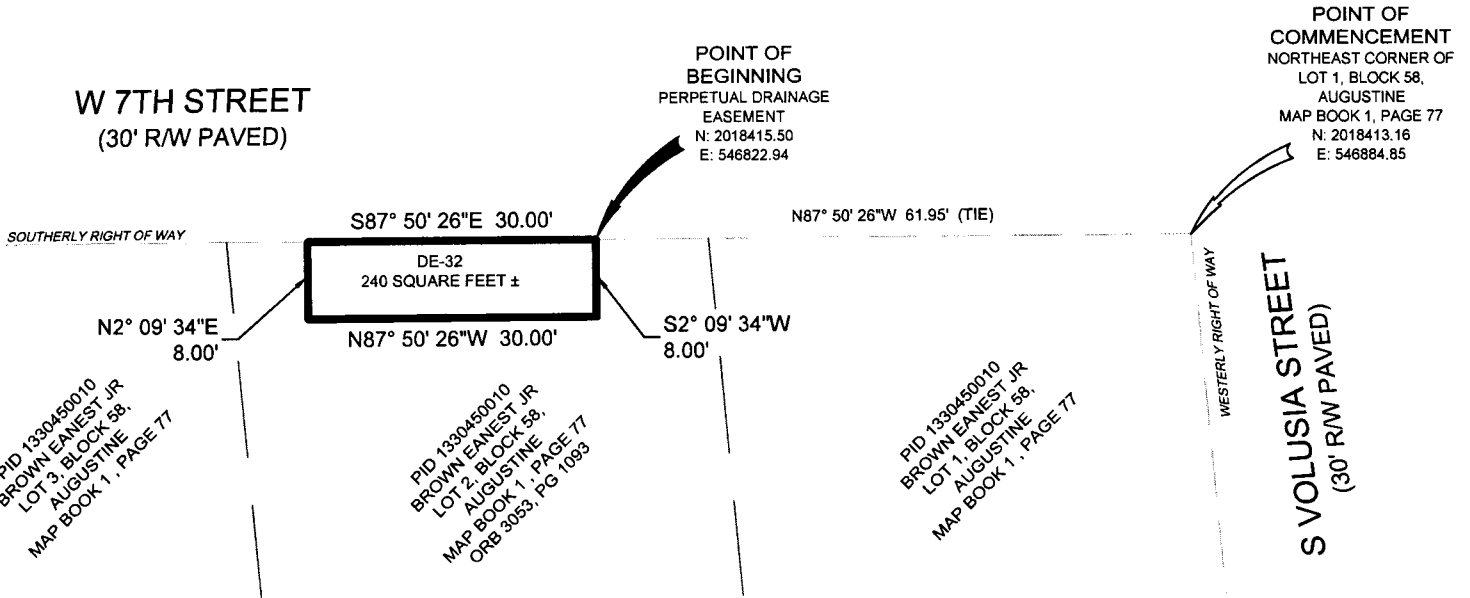 W 7TH STREET
(30' R/W PAVED)
POINT OF
BEGINNING
PERPETUAL DRAINAGE
EASEMENT
N: 2018415.50
E: 546822.94
POINT OF
COMMENCEMENT
NORTHEAST CORNER OF
LOT 1, BLOCK 58,
AUGUSTINE
MAP BOOK 1, PAGE 77
N: 2018413.16
E: 546884.85
SOUTHERLY RIGHT OF WAY
S87° 50' 26"E 30.00'
N87° 50' 26"W 61.95' (TIE)
DE-32
240 SQUARE FEET ±
N2° 09' 34"E
8.00'
N87° 50' 26"W 30.00'
S2° 09' 34"W
8.00'
WESTERLY RIGHT OF WAY
S VOLUSIA STREET
(30' R/W PAVED)
PID 1330450010
BROWN EANEST JR
LOT 3, BLOCK 58,
AUGUSTINE
MAP BOOK 1 , PAGE 77
PID 1330450010
BROWN EANEST JR
LOT 2, BLOCK 58,
AUGUSTINE
MAP BOOK 1 , PAGE 77
ORB 3053, PG 1093
PID 1330450010
BROWN EANEST JR
LOT 1, BLOCK 58,
AUGUSTINE
MAP BOOK 1 , PAGE 77